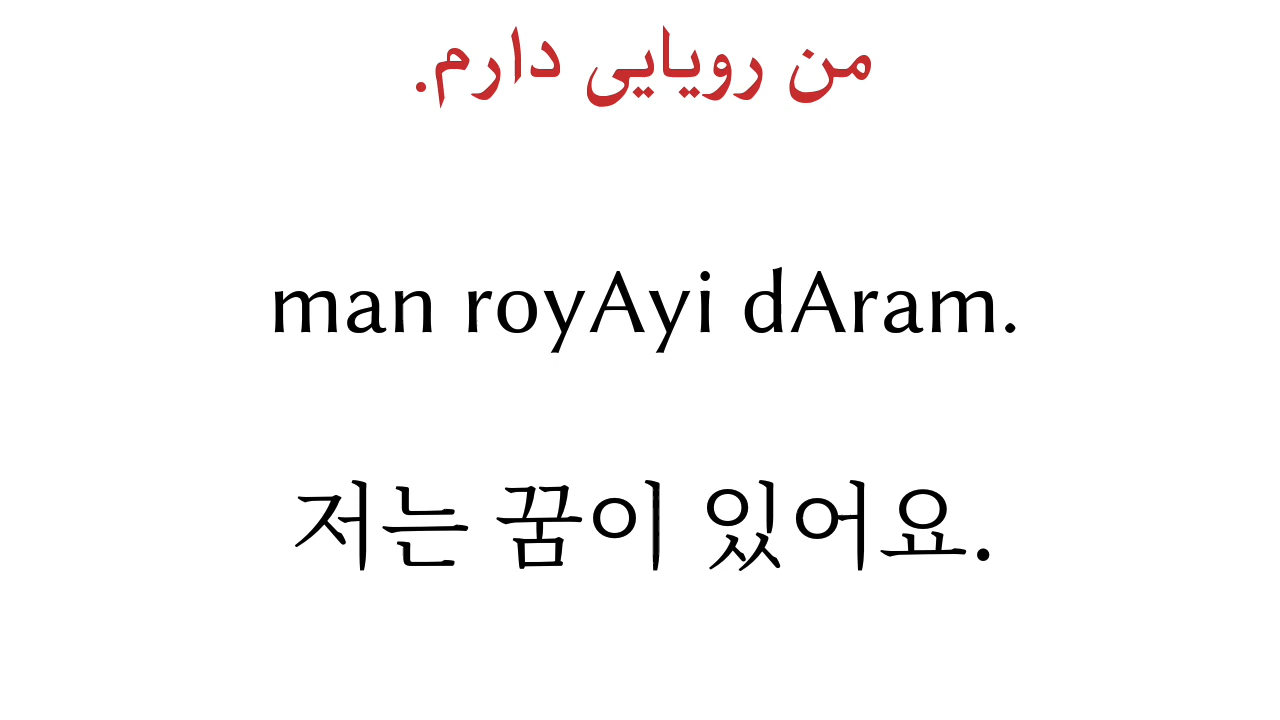 من رویایی دارم.
man royAyi dAram.
저는 꿈이 있어요.